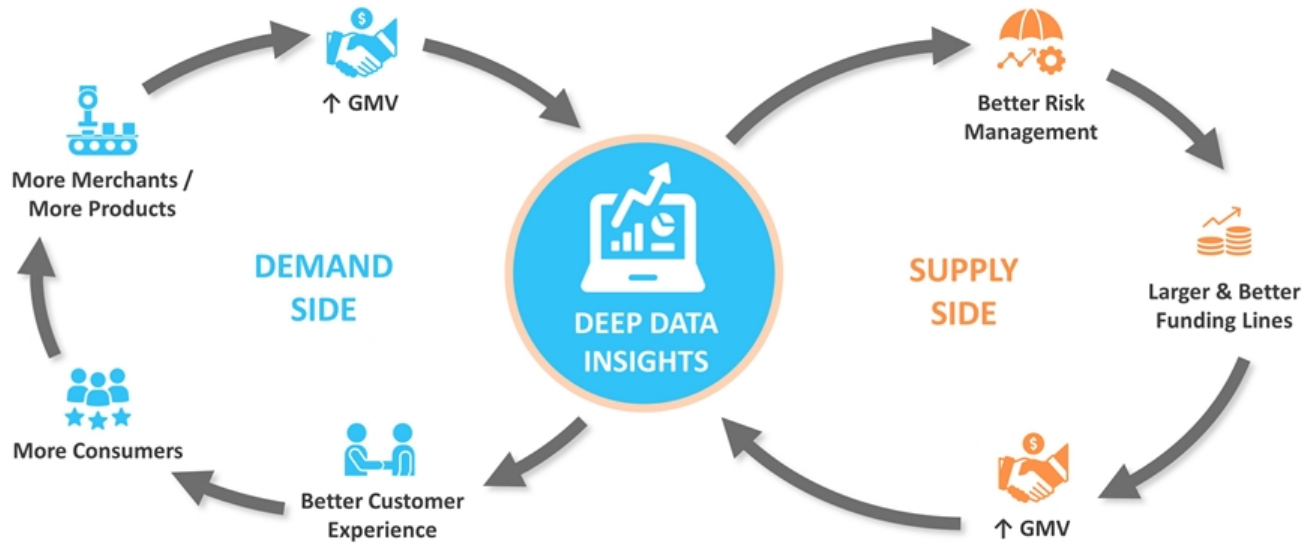 ↑ GMV
More Merchants /
More Products
DEMAND
SIDE
More Consumers
Better Customer
Experience
$
DEEP DATA
INSIGHTS
$
Better Risk
Management
SUPPLY
SIDE
Larger & Better
Funding Lines
↑ GMV